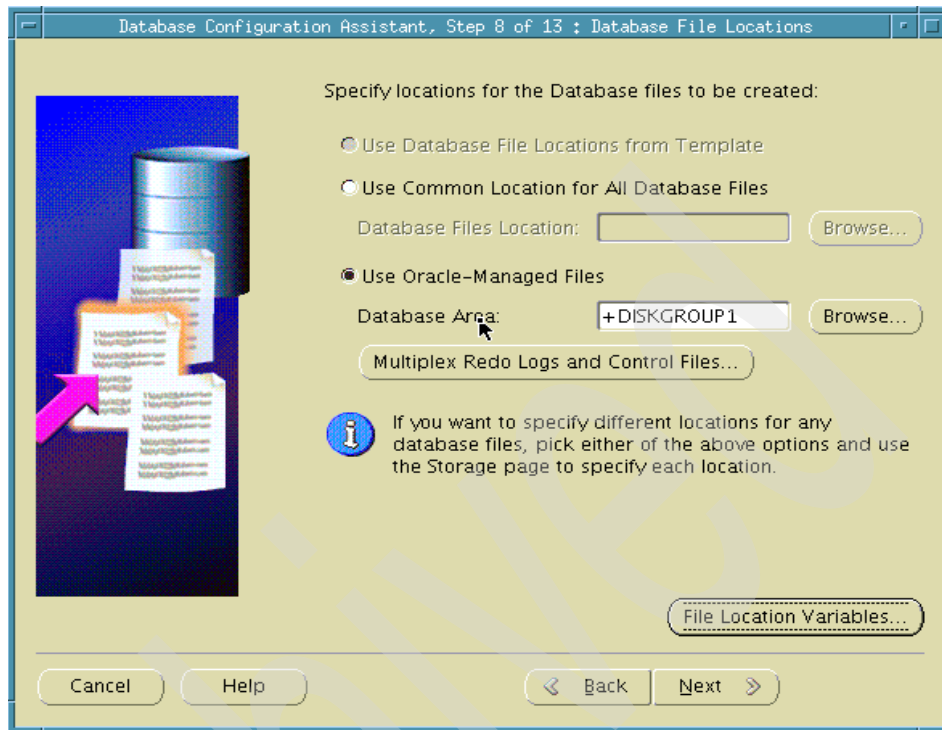 Database Configuration Assistant, Step 8 of 13 : Database File Locations
Specify locations for the Database files to be created:
Use Database File Locations from Template
Use Common Location for All Database Files
Database Files Location:
Browse...
Use Oracle-Managed Files
Database Area:
+DISKGROUP1
Browse...
Multiplex Redo Logs and Control Files...
If you want to specify different locations for any
database files, pick either of the above options and use
the Storage page to specify each location.
File Location Variables...
Cancel
Help
Back
Next